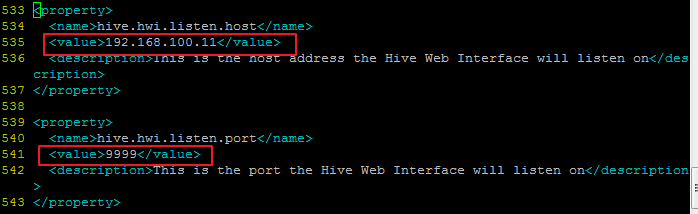 533 <property>
534   <name>hive.hwi.listen.host</name>
535   <value>192.168.100.11</value>
536   <description>This is the host address the Hive Web Interface will listen on</des
cription>
537 </property>
538
539 <property>
540   <name>hive.hwi.listen.port</name>
541   <value>9999</value>
542   <description>This is the port the Hive Web Interface will listen on</description
>
543 </property>